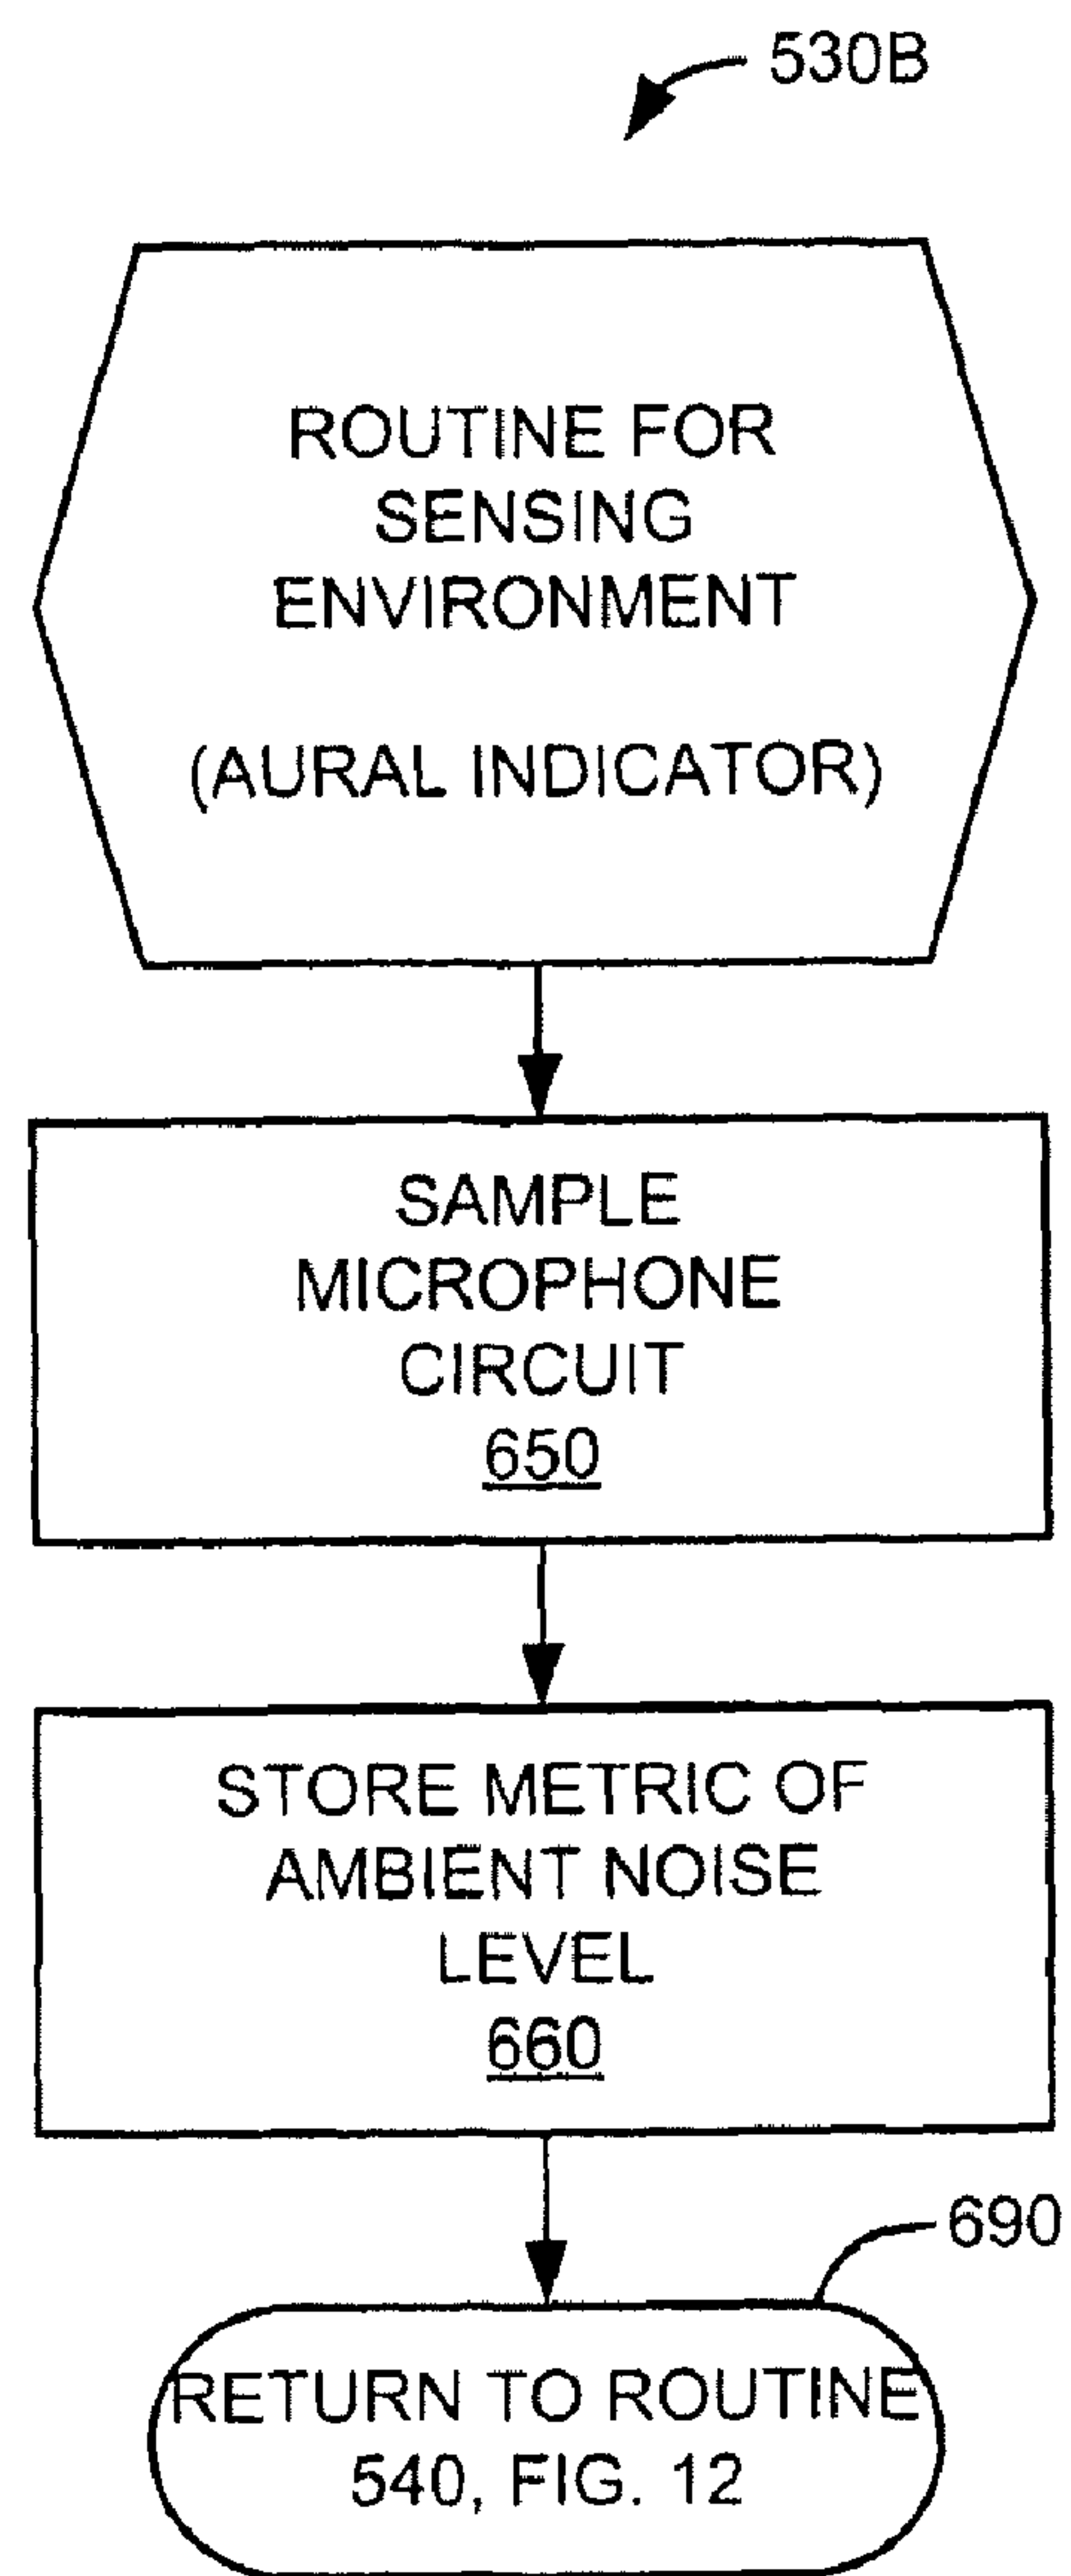 530B
ROUTINE FOR
SENSING
ENVIRONMENT
(AURAL INDICATOR)
SAMPLE
MICROPHONE
CIRCUIT
650
STORE METRIC OF
AMBIENT NOISE
LEVEL
660
690
RETURN TO ROUTINE
540, FIG. 12